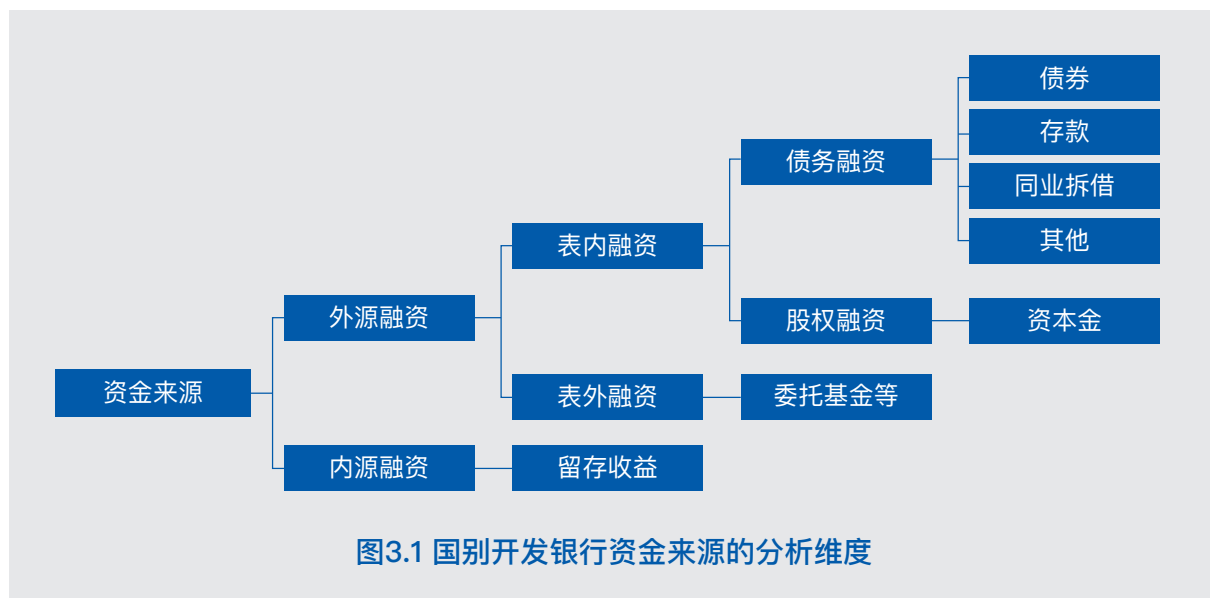 债券
存款
债务融资
同业拆借
表内融资
其他
外源融资
股权融资
资本金
资金来源
表外融资
委托基金等
内源融资
留存收益
图3.1 国别开发银行资金来源的分析维度